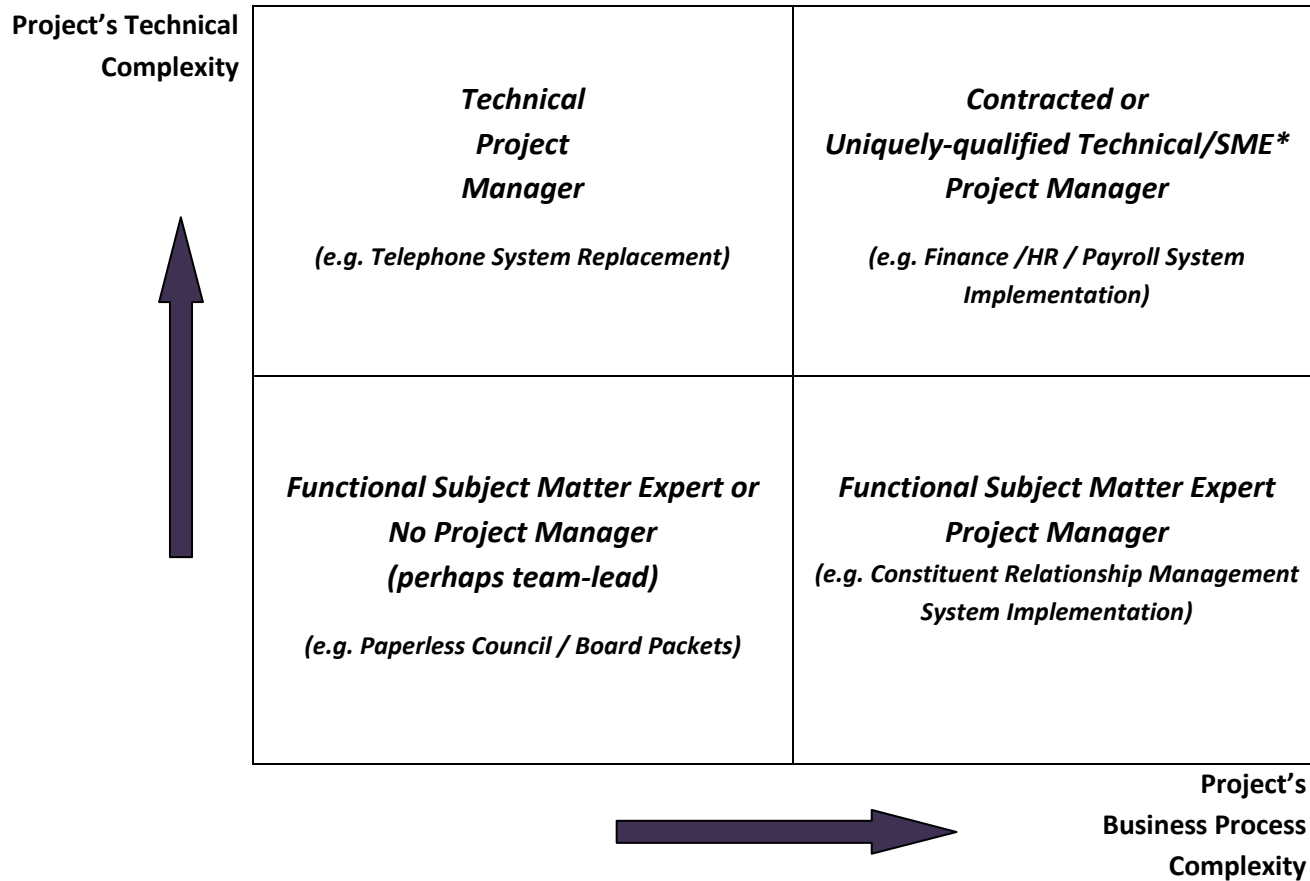 Project’s Technical
Complexity
Technical
Project
Manager
(e.g. Telephone System Replacement)
Contracted or
Uniquely-qualified Technical/SME*
Project Manager
(e.g. Finance /HR / Payroll System
Implementation)
Functional Subject Matter Expert or
No Project Manager
(perhaps team-lead)
(e.g. Paperless Council / Board Packets)
Functional Subject Matter Expert
Project Manager
(e.g. Constituent Relationship Management
System Implementation)
Project’s
Business Process
Complexity